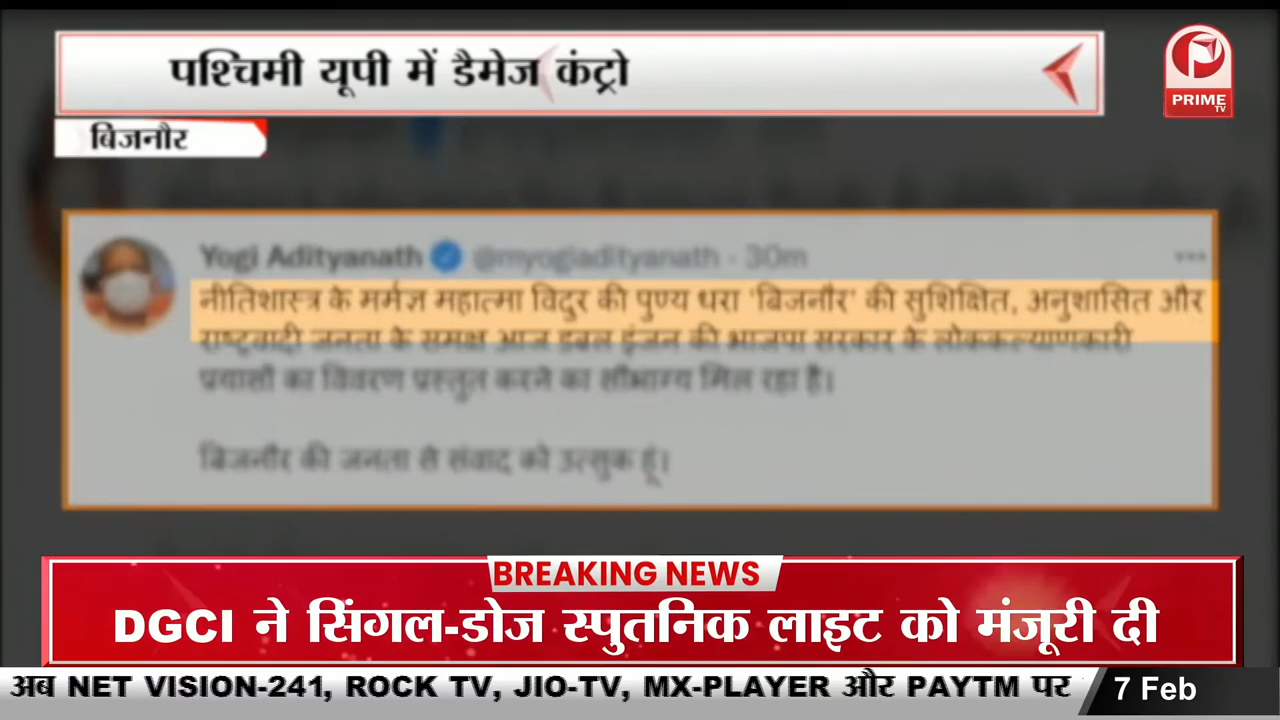 पश्चिमी यूपी में डैमेज कंट्रो
PRIME
TV
बिजनौर
Yogi Adityanath @myogiadityanath · 30m
नीतिशास्त्र के मर्मज्ञ महात्मा विदुर की पुण्य धरा 'बिजनौर' की सुशिक्षित, अनुशासित और
राष्ट्रवादी जनता के समक्ष आज डबल इंजन की भाजपा सरकार के लोककल्याणकारी
प्रयासों का विवरण प्रस्तुत करने का सौभाग्य मिल रहा है।
बिजनौर की जनता से संवाद को उत्सुक हूं।
BREAKING NEWS
DGCI ने सिंगल-डोज स्पुतनिक लाइट को मंजूरी दी
अब NET VISION-241, ROCK TV, JIO-TV, MX-PLAYER और PAYTM पर
7 Feb